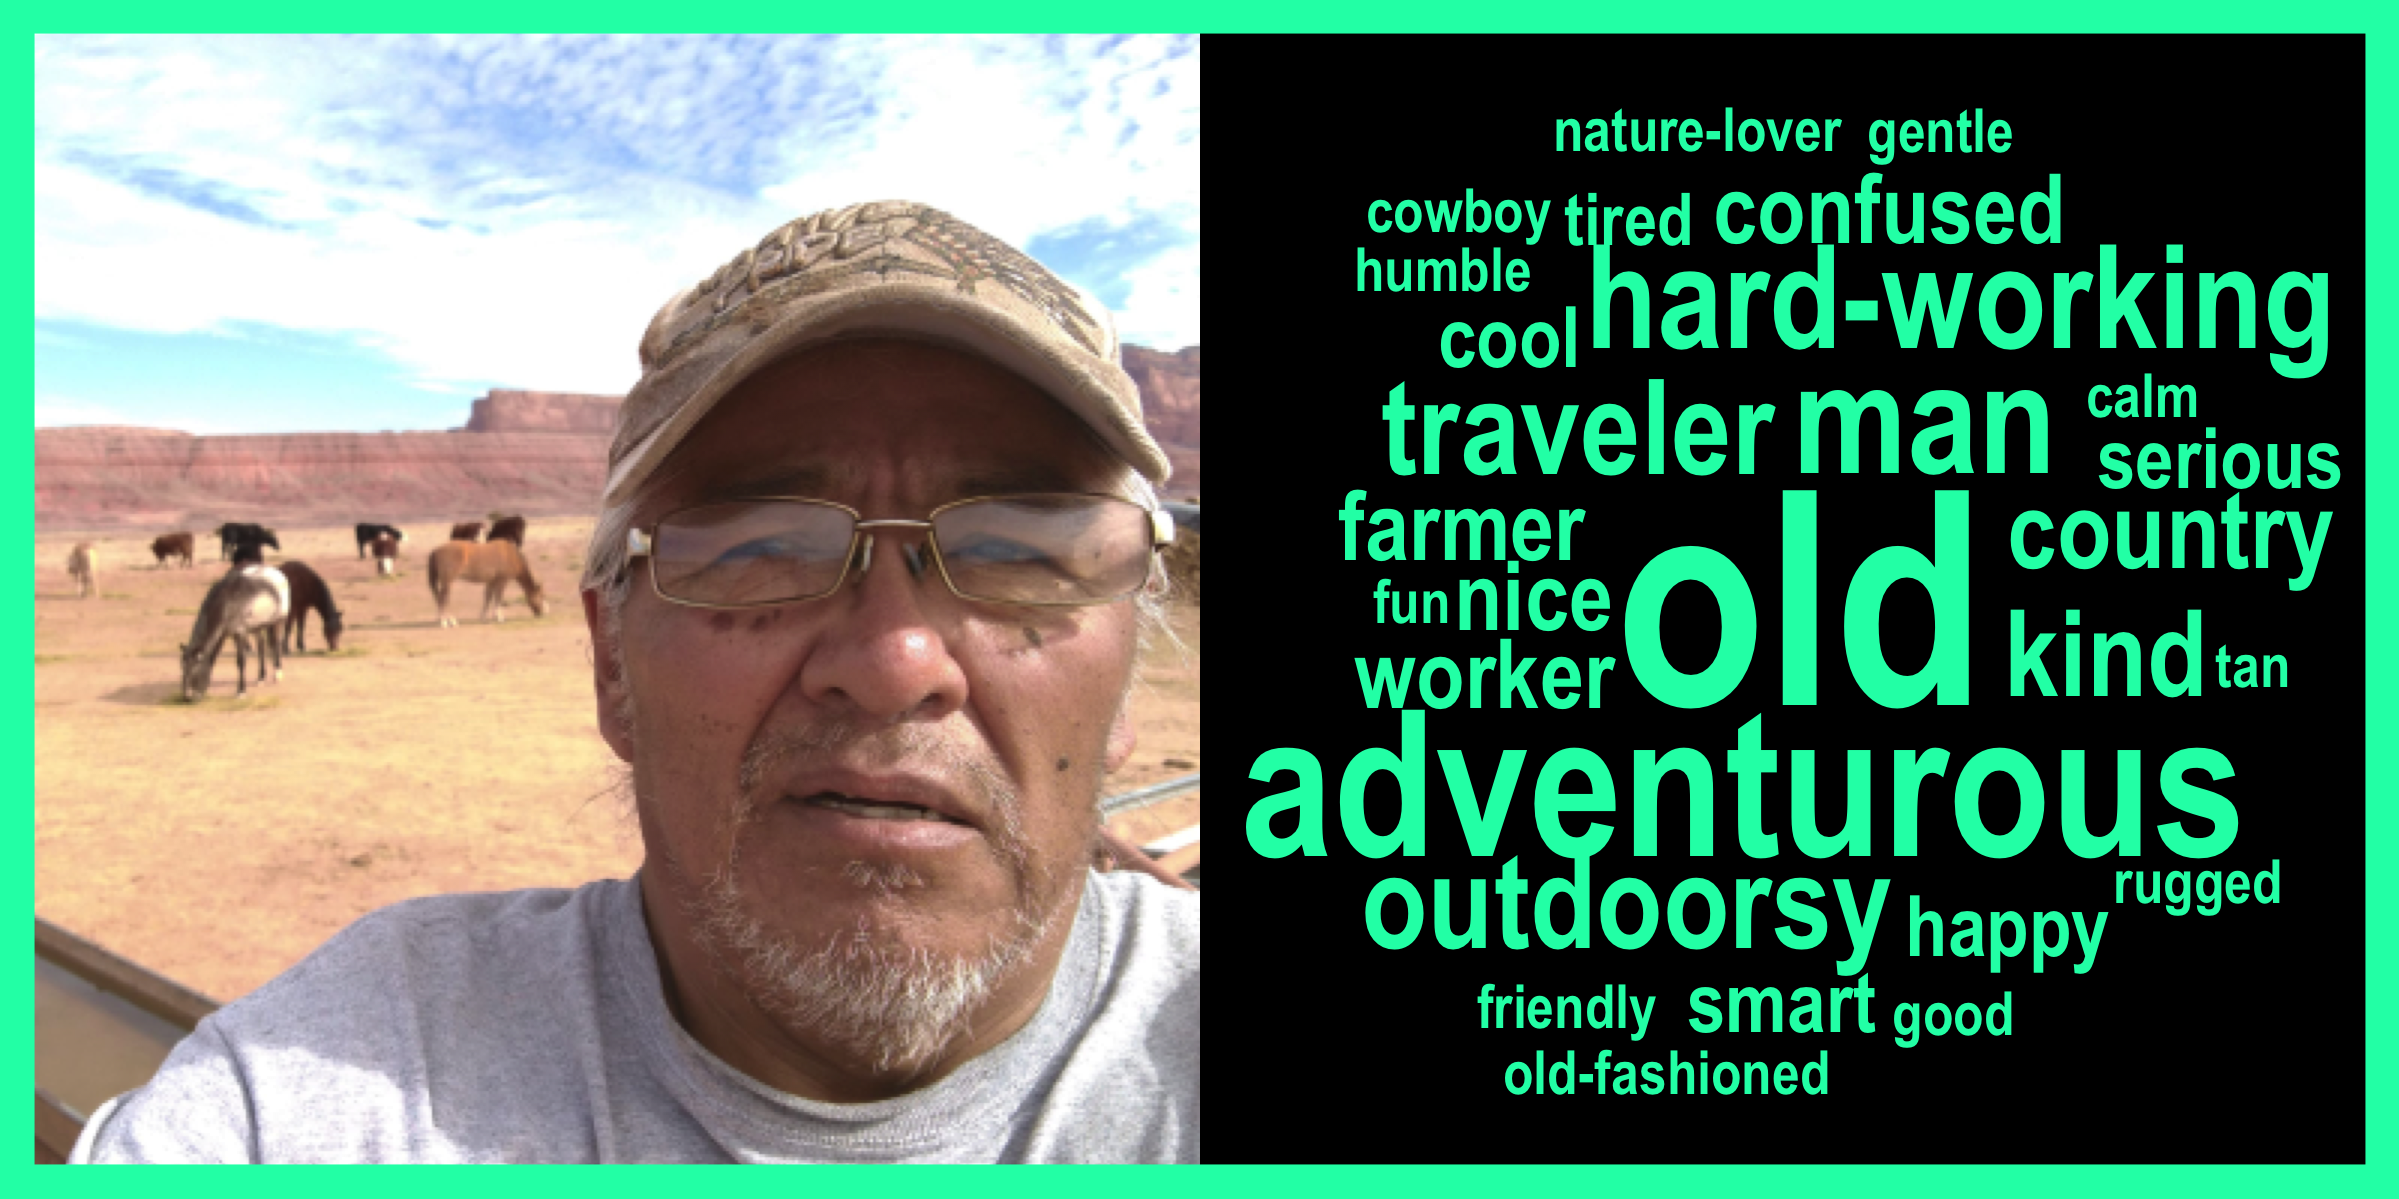 nature-lover gentle
cowboy tired confused
humble hard-working
cool
traveler man calm
serious
farmer old country
fun nice
worker kind tan
adventurous
outdoorsy happy rugged
friendly smart good
old-fashioned